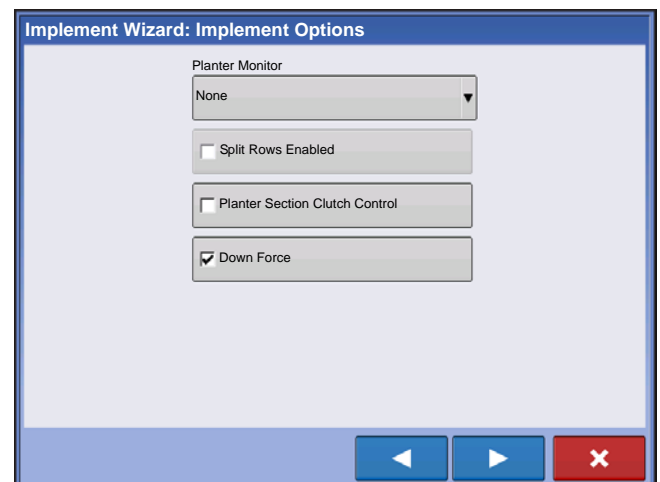 Implement Wizard: Implement Options
Planter Monitor
None
Split Rows Enabled
Planter Section Clutch Control
Down Force